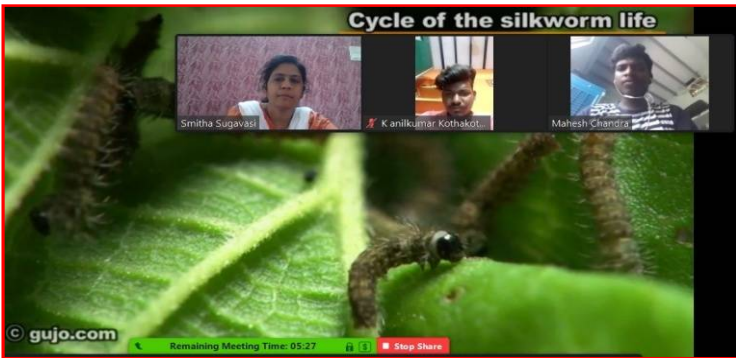 Cycle of the silkworm life
Smitha Sugavasi
K anilkumar Kothakot...
Mahesh Chandra
© gujo.com
Remaining Meeting Time: 05:27
Stop Share